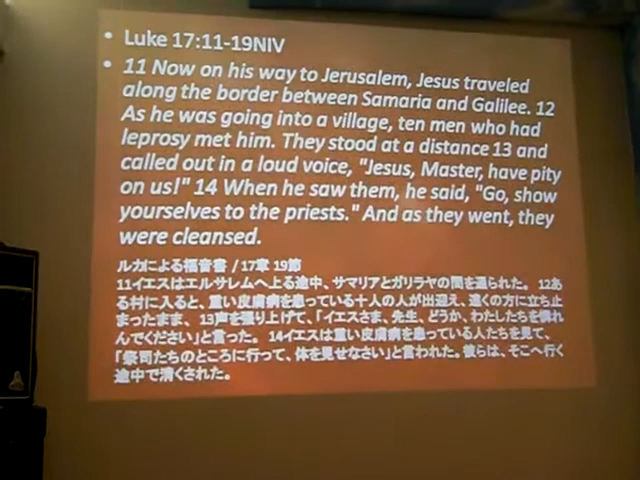 • Luke 17:11-19NIV
• 11 Now on his way to Jerusalem, Jesus traveled
along the border between Samaria and Galilee. 12
As he was going into a village, ten men who had
leprosy met him. They stood at a distance 13 and
called out in a loud voice, "Jesus, Master, have pity
on us!" 14 When he saw them, he said, "Go, show
yourselves to the priests." And as they went, they
were cleansed.
ルカによる福音書 / 17章 19節
11イエスはエルサレムへ上る途中、サマリアとガリラヤの間を通られた。 12あ
る村に入ると、重い皮膚病を患っている十人の人が出迎え、遠くの方に立ち止
まったまま、 13声を張り上げて、「イエスさま、先生、どうか、わたしたちを憐れ
んでください」と言った。 14イエスは重い皮膚病を患っている人たちを見て、
「祭司たちのところに行って、体を見せなさい」と言われた。彼らは、そこへ行く
途中で清くされた。